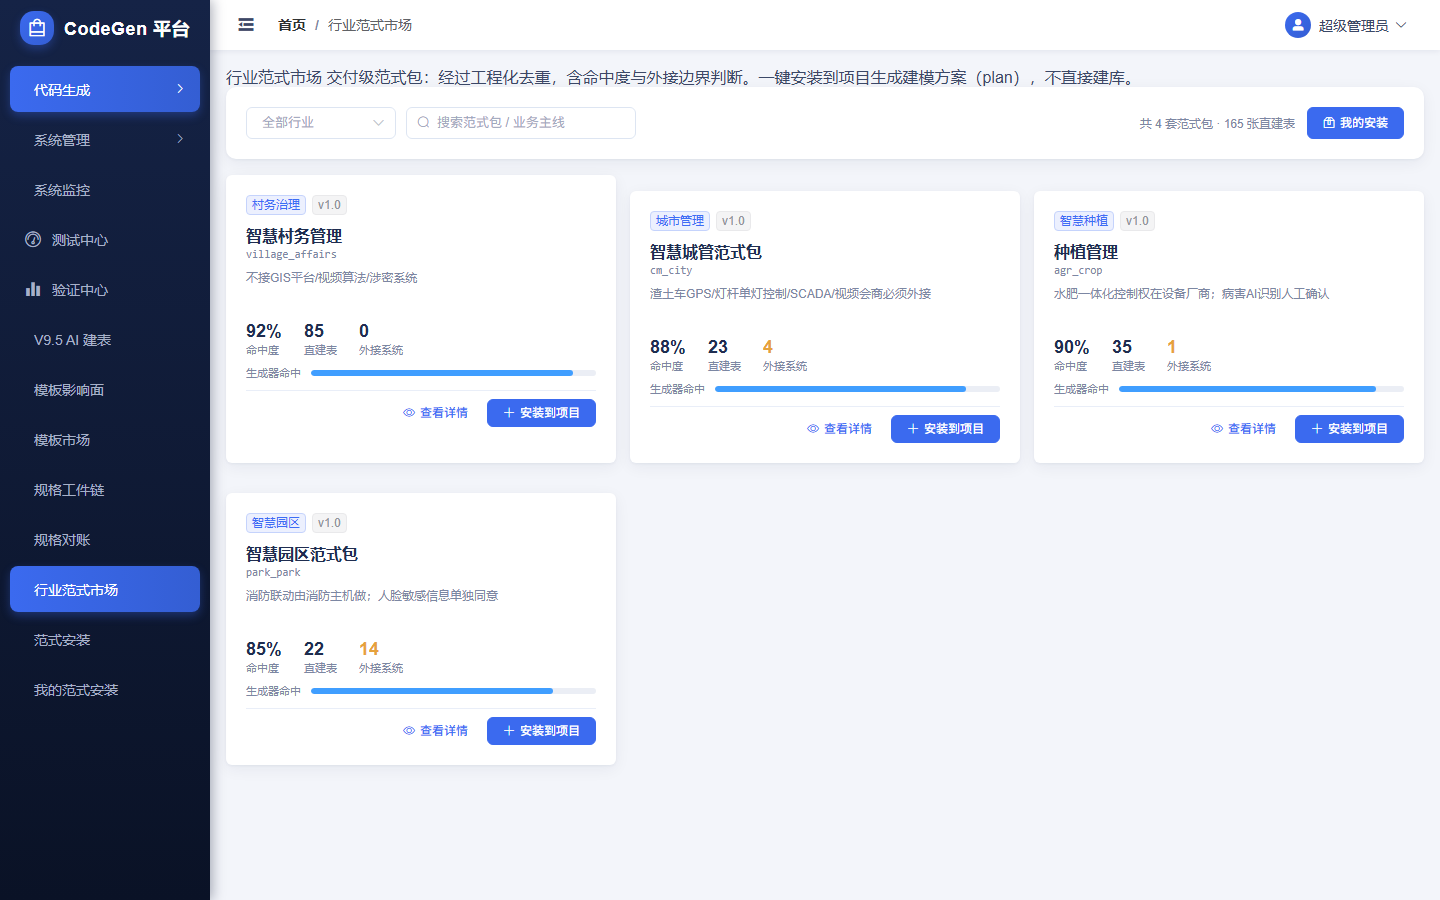 CodeGen 平台
代码生成
系统管理
系统监控
测试中心
验证中心
V9.5 AI 建表
模板影响面
模板市场
规格工件链
规格对账
行业范式市场
范式安装
我的范式安装
首页 / 行业范式市场
超级管理员
行业范式市场 交付级范式包：经过工程化去重，含命中度与外接边界判断。一键安装到项目生成建模方案（plan），不直接建库。
全部行业
搜索范式包 / 业务主线
共 4 套范式包 · 165 张直建表
我的安装
村务治理 v1.0
智慧村务管理
village_affairs
不接GIS平台/视频算法/涉密系统
92% 85 0
命中度 直建表 外接系统
生成器命中
查看详情 安装到项目
城市管理 v1.0
智慧城管范式包
cm_city
渣土车GPS/灯杆单灯控制/SCADA/视频会商必须外接
88% 23 4
命中度 直建表 外接系统
生成器命中
查看详情 安装到项目
智慧种植 v1.0
种植管理
agr_crop
水肥一体化控制权在设备厂商；病害AI识别人工确认
90% 35 1
命中度 直建表 外接系统
生成器命中
查看详情 安装到项目
智慧园区 v1.0
智慧园区范式包
park_park
消防联动由消防主机做；人脸敏感信息单独同意
85% 22 14
命中度 直建表 外接系统
生成器命中
查看详情 安装到项目